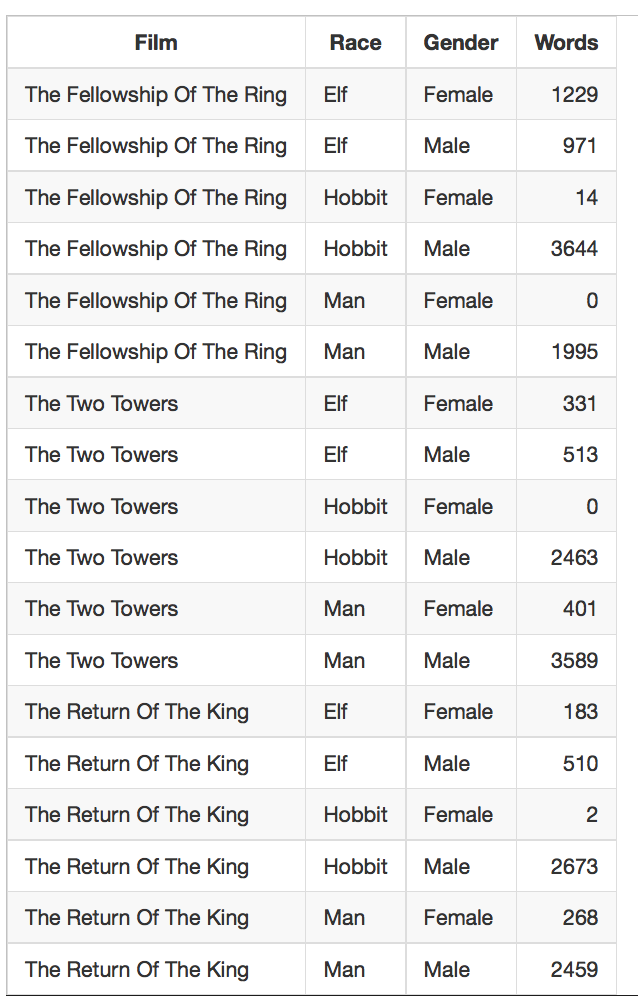 Film Race Gender Words
The Fellowship Of The Ring Elf Female 1229
The Fellowship Of The Ring Elf Male 971
The Fellowship Of The Ring Hobbit Female 14
The Fellowship Of The Ring Hobbit Male 3644
The Fellowship Of The Ring Man Female 0
The Fellowship Of The Ring Man Male 1995
The Two Towers Elf Female 331
The Two Towers Elf Male 513
The Two Towers Hobbit Female 0
The Two Towers Hobbit Male 2463
The Two Towers Man Female 401
The Two Towers Man Male 3589
The Return Of The King Elf Female 183
The Return Of The King Elf Male 510
The Return Of The King Hobbit Female 2
The Return Of The King Hobbit Male 2673
The Return Of The King Man Female 268
The Return Of The King Man Male 2459